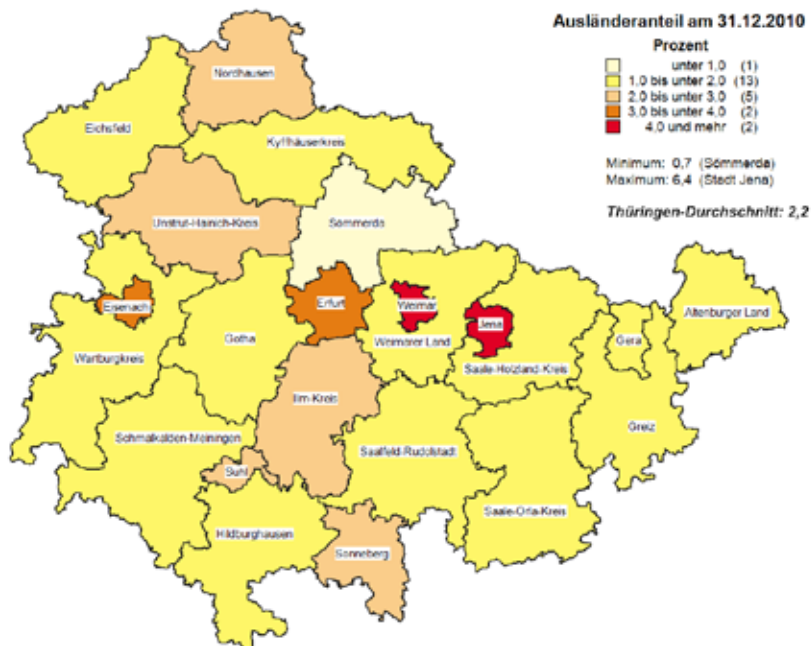 Ausländeranteil am 31.12.2010
Prozent
unter 1,0 (1)
1,0 bis unter 2,0 (13)
2,0 bis unter 3,0 (5)
3,0 bis unter 4,0 (2)
4,0 und mehr (2)
Minimum: 0,7 (Sömmerda)
Maximum: 6,4 (Stadt Jena)
Thüringen-Durchschnitt: 2,2
Nordhausen
Eichsfeld
Kyffhäuserkreis
Unstrut-Hainich-Kreis
Sömmerda
Eisenach
Erfurt
Weimar
Jena
Altenburger Land
Gotha
Weimarer Land
Gera
Wartburgkreis
Saale-Holzland-Kreis
Ilm-Kreis
Greiz
Schmalkalden-Meiningen
Saalfeld-Rudolstadt
Suhl
Saale-Orla-Kreis
Hildburghausen
Sonneberg